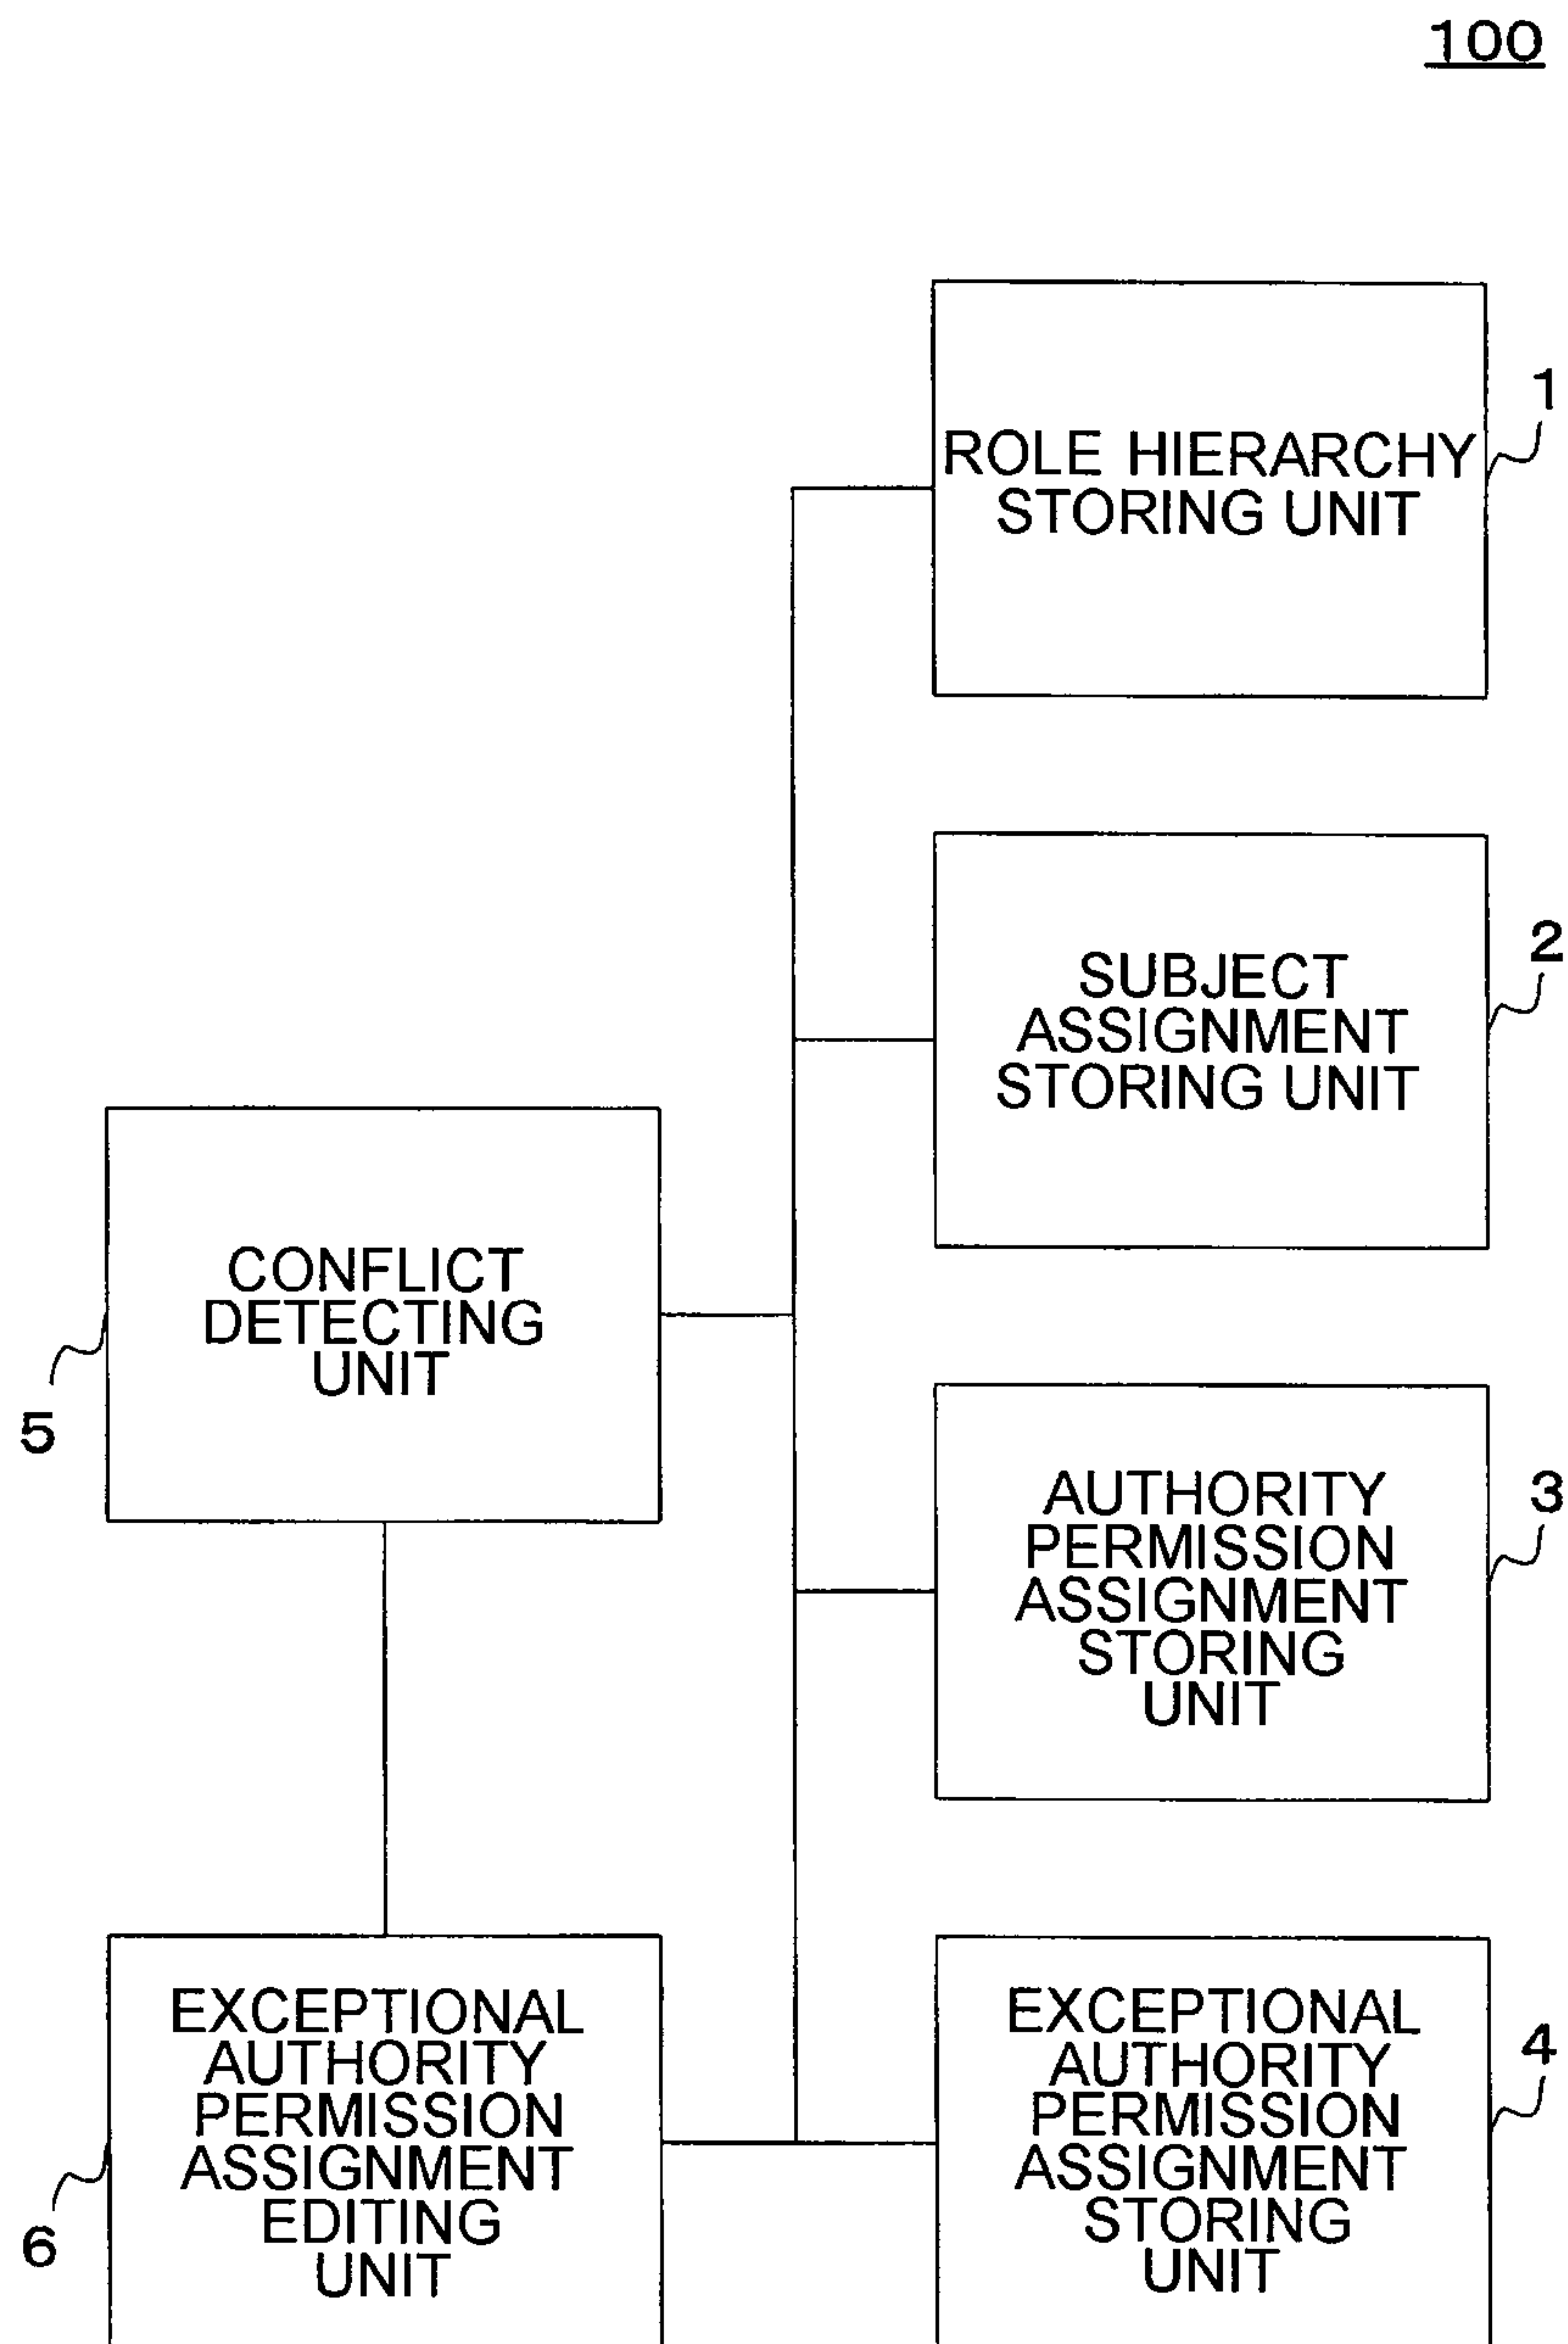 100
ROLE HIERARCHY
STORING UNIT
1
SUBJECT
ASSIGNMENT
STORING UNIT
2
CONFLICT
DETECTING
UNIT
5
AUTHORITY
PERMISSION
ASSIGNMENT
STORING
UNIT
3
EXCEPTIONAL
AUTHORITY
PERMISSION
ASSIGNMENT
EDITING
UNIT
6
EXCEPTIONAL
AUTHORITY
PERMISSION
ASSIGNMENT
STORING
UNIT
4